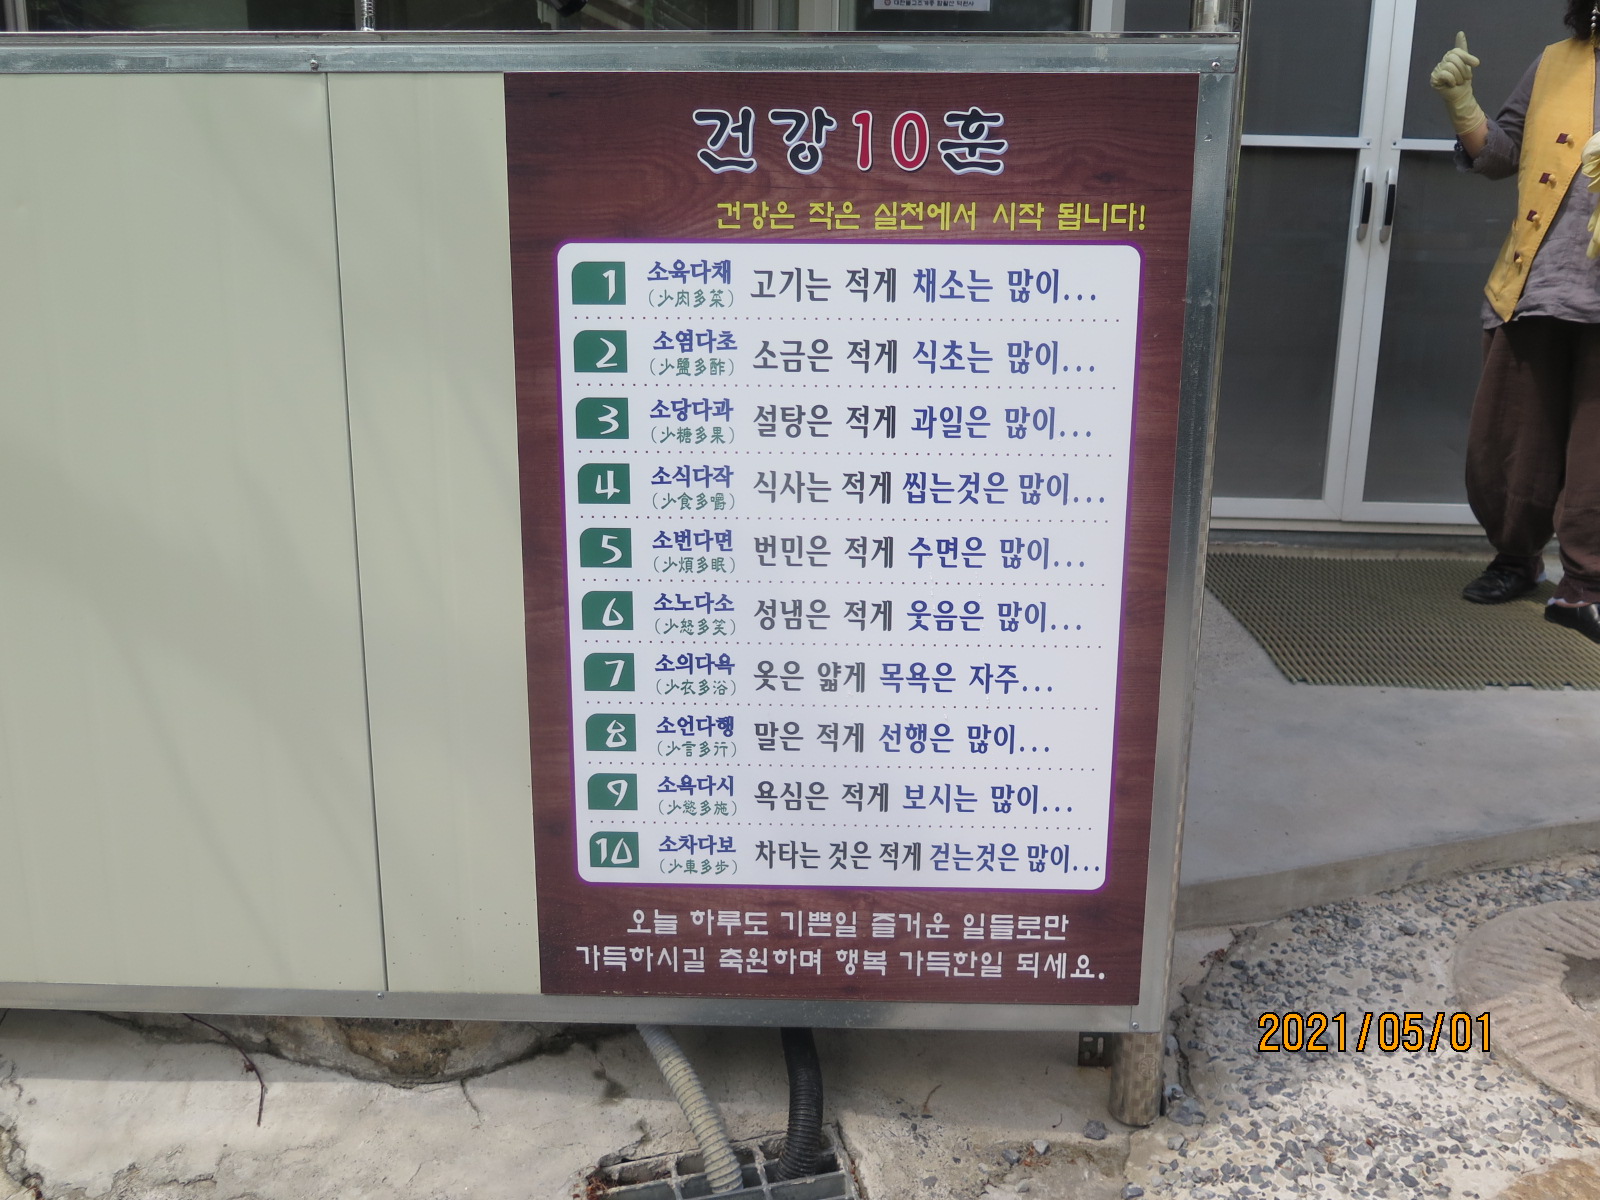 건강10훈
건강은 작은 실천에서 시작 됩니다!
1 소육다채 (少肉多菜) 고기는 적게 채소는 많이...
2 소염다초 (少鹽多酢) 소금은 적게 식초는 많이...
3 소당다과 (少糖多果) 설탕은 적게 과일은 많이...
4 소식다작 (少食多嚼) 식사는 적게 씹는것은 많이...
5 소번다면 (少煩多眠) 번민은 적게 수면은 많이...
6 소노다소 (少怒多笑) 성냄은 적게 웃음은 많이...
7 소의다욕 (少衣多浴) 옷은 얇게 목욕은 자주...
8 소언다행 (少言多行) 말은 적게 선행은 많이...
9 소욕다시 (少慾多施) 욕심은 적게 보시는 많이...
10 소차다보 (少車多步) 차타는 것은 적게 걷는것은 많이...
오늘 하루도 기쁜일 즐거운 일들로만
가득하시길 축원하며 행복 가득한일 되세요.
2021/05/01